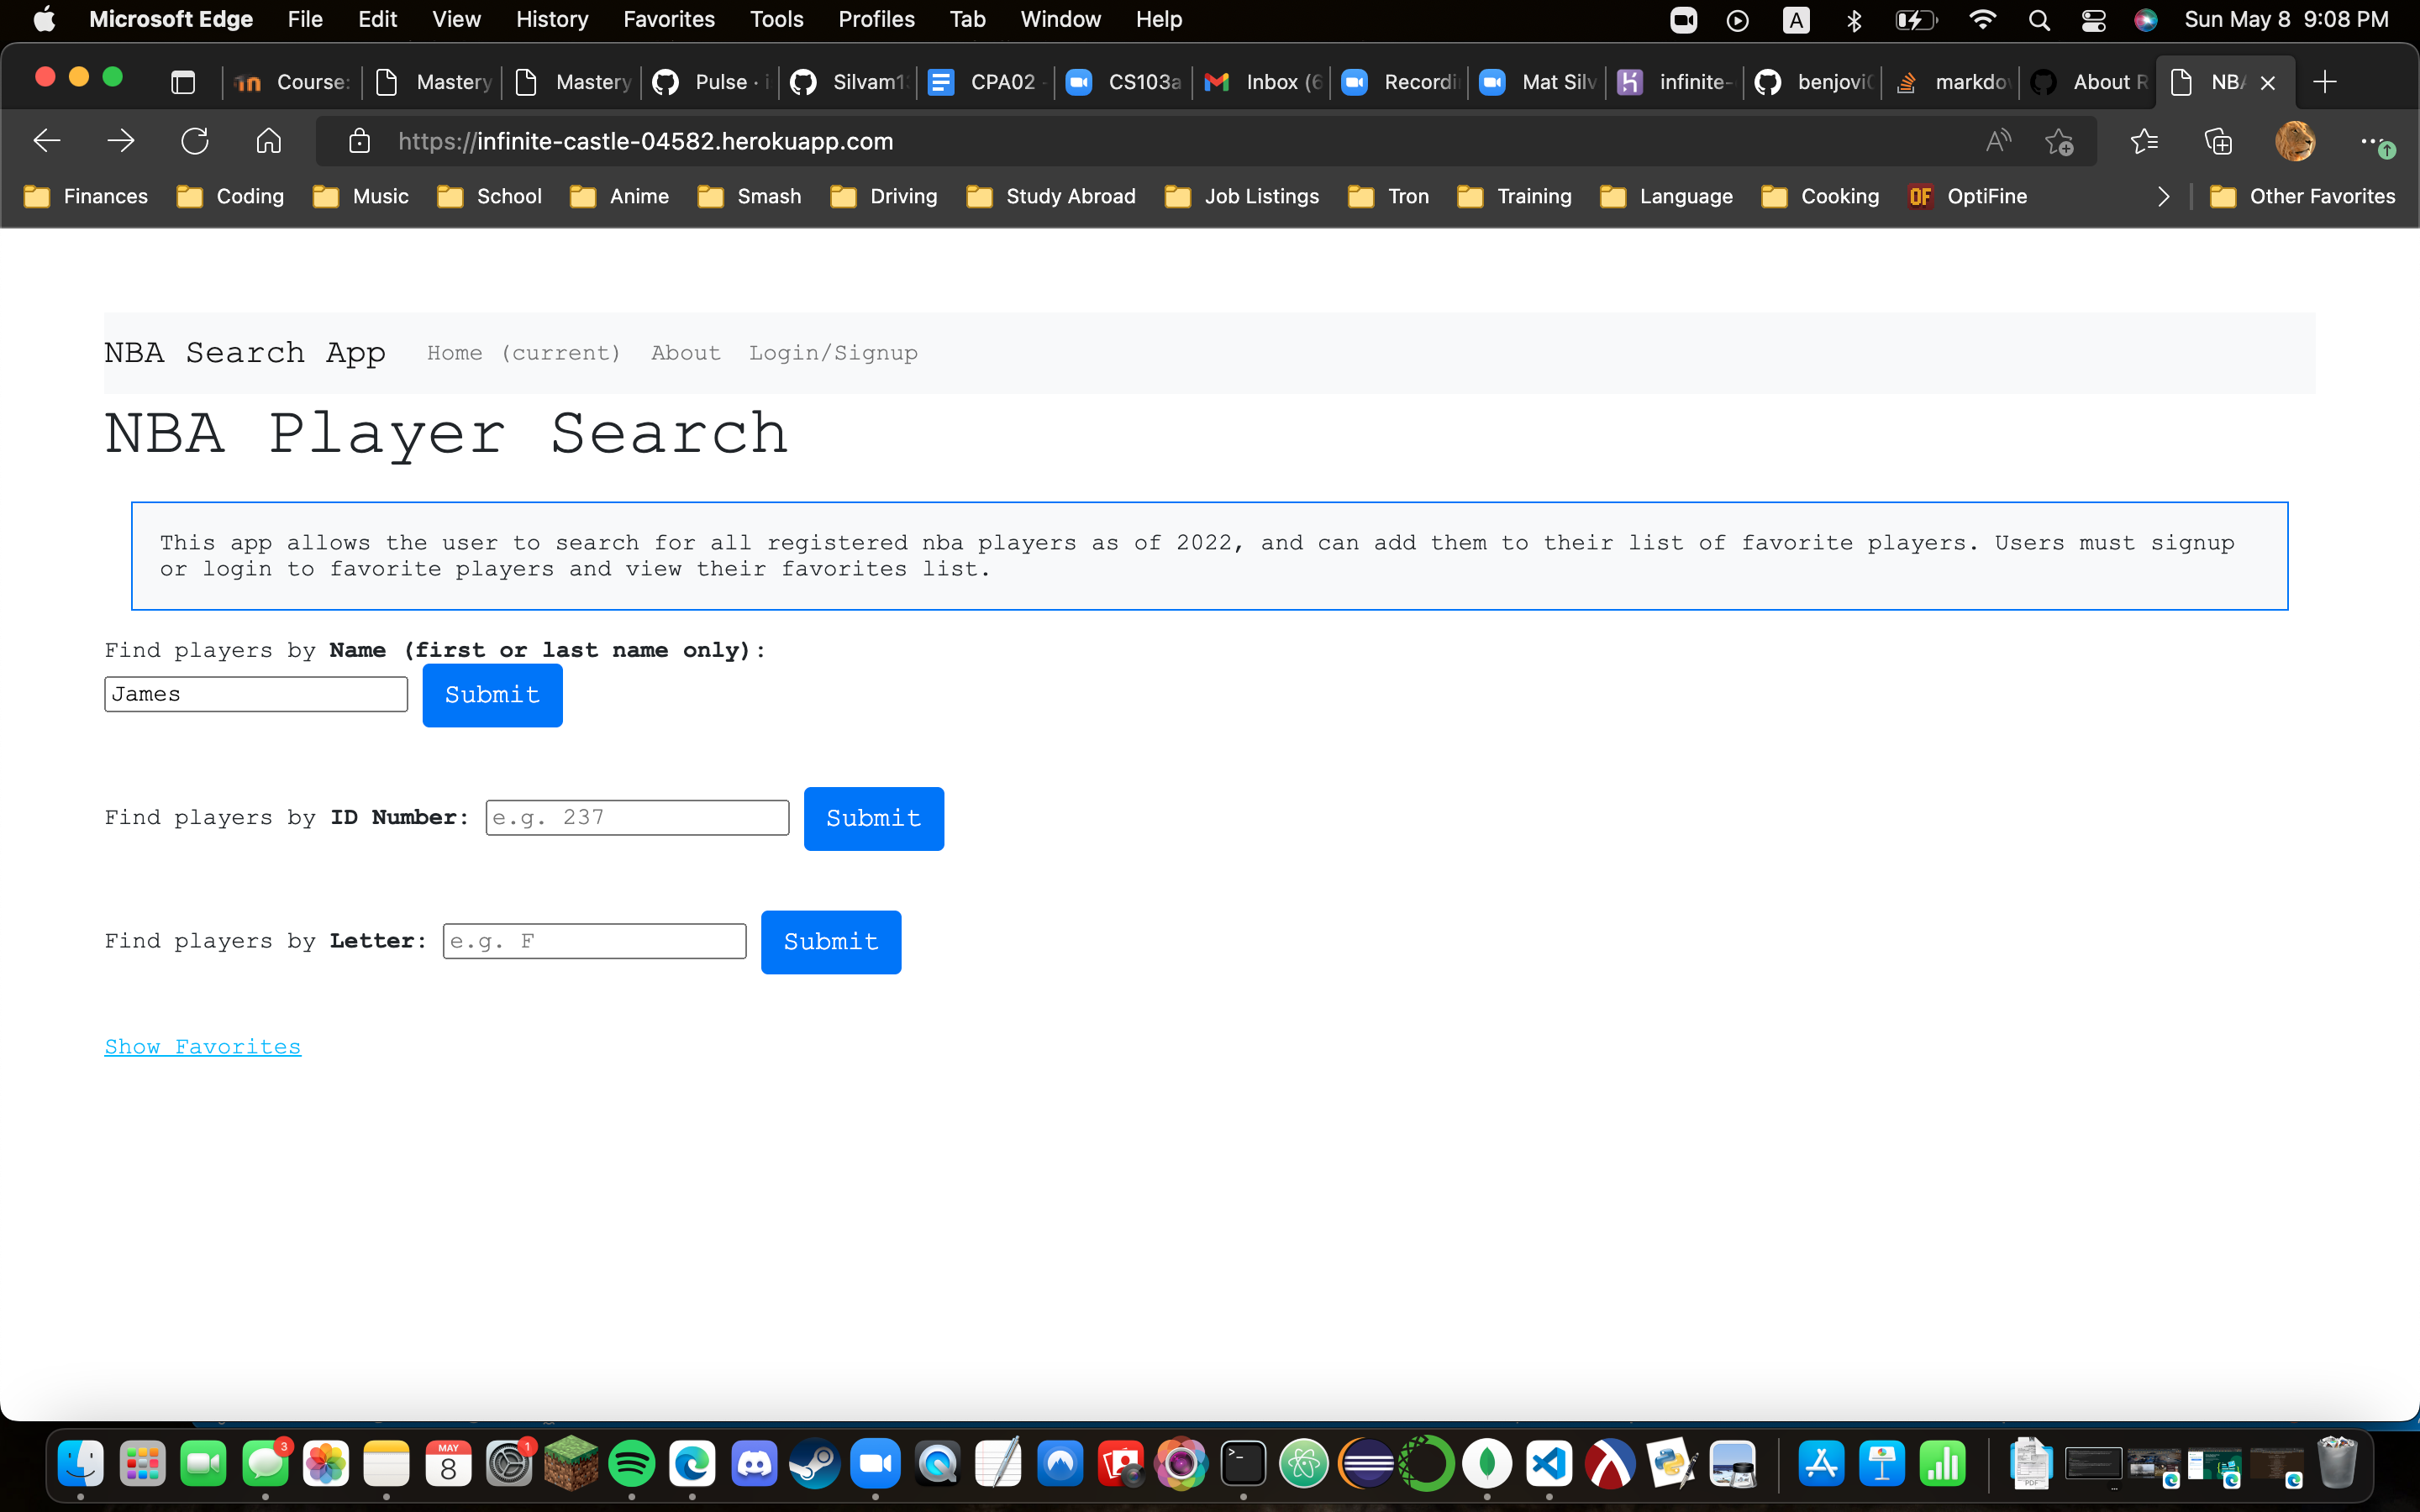 Microsoft Edge File Edit View History Favorites Tools Profiles Tab Window Help A Sun May 8 9:08 PM
Course: Mastery Mastery Pulse · i Silvam1 CPA02 - CS103a Inbox (6 Recordi Mat Silv infinite- benjovi markdo About R NBA
https://infinite-castle-04582.herokuapp.com
Finances Coding Music School Anime Smash Driving Study Abroad Job Listings Tron Training Language Cooking OF OptiFine Other Favorites
NBA Search App Home (current) About Login/Signup
NBA Player Search
This app allows the user to search for all registered nba players as of 2022, and can add them to their list of favorite players. Users must signup
or login to favorite players and view their favorites list.
Find players by Name (first or last name only):
James Submit
Find players by ID Number: e.g. 237 Submit
Find players by Letter: e.g. F Submit
Show Favorites
3 MAY 8 1
PDF